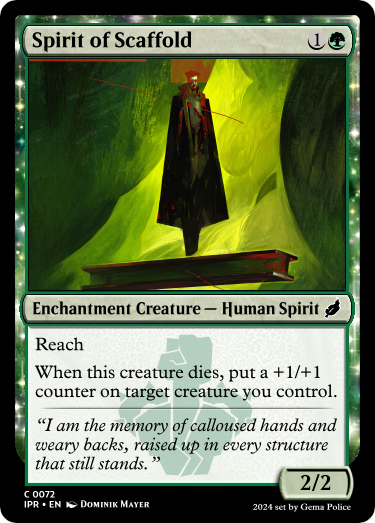 Spirit of Scaffold 1
Enchantment Creature — Human Spirit
Reach
When this creature dies, put a +1/+1
counter on target creature you control.
“I am the memory of calloused hands and
weary backs, raised up in every structure
that still stands.”
2/2
C 0072
IPR • EN Dominik Mayer
2024 set by Gema Police